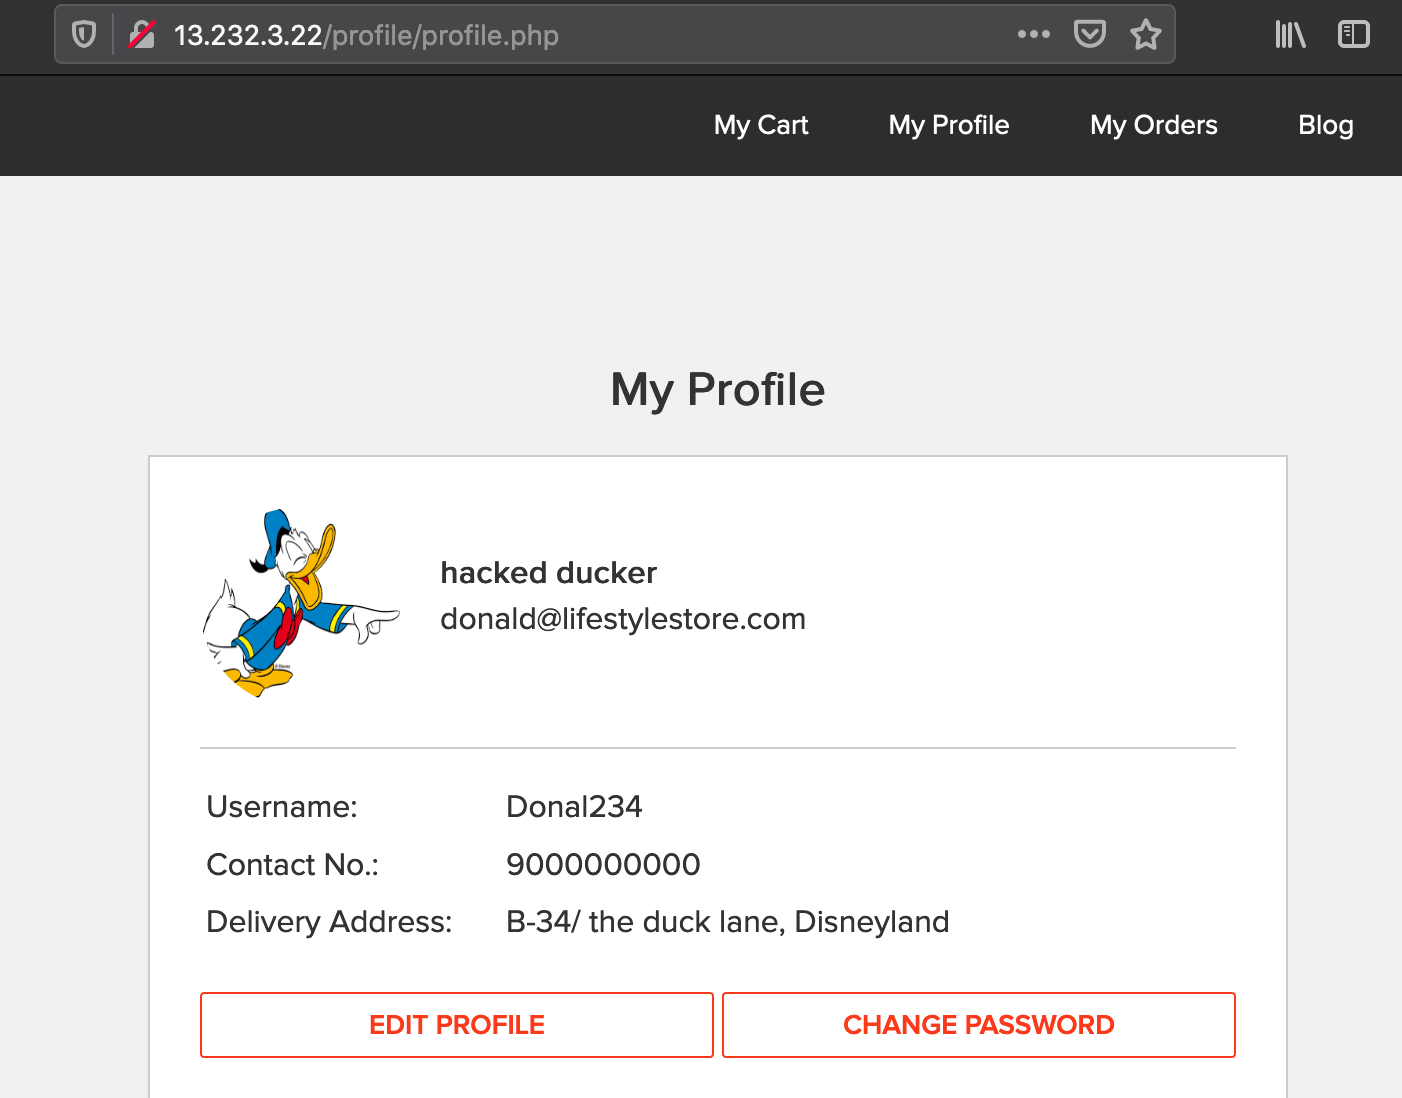 13.232.3.22/profile/profile.php
My Cart My Profile My Orders Blog
My Profile
hacked ducker
donald@lifestylestore.com
Username: Donal234
Contact No.: 9000000000
Delivery Address: B-34/ the duck lane, Disneyland
EDIT PROFILE CHANGE PASSWORD